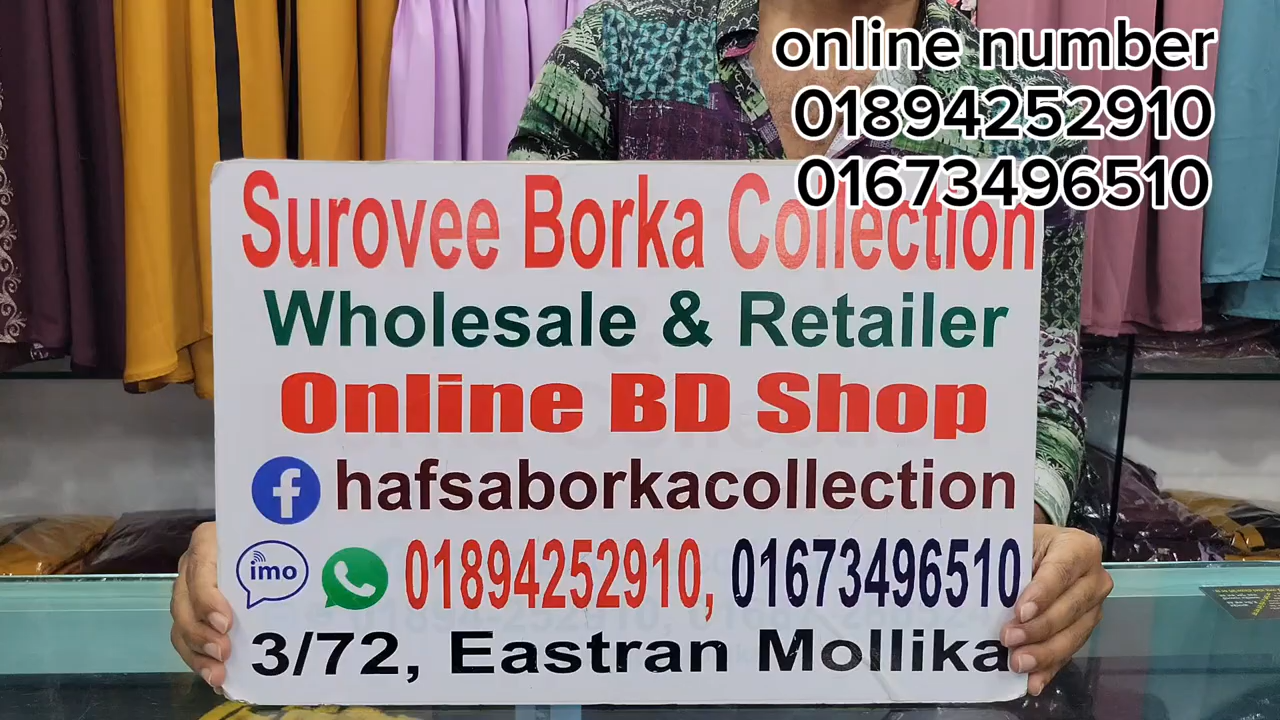 online number
01894252910
01673496510
Surovee Borka Collection
Wholesale & Retailer
Online BD Shop
hafsaborkacollection
imo 01894252910, 01673496510
3/72, Eastran Mollika